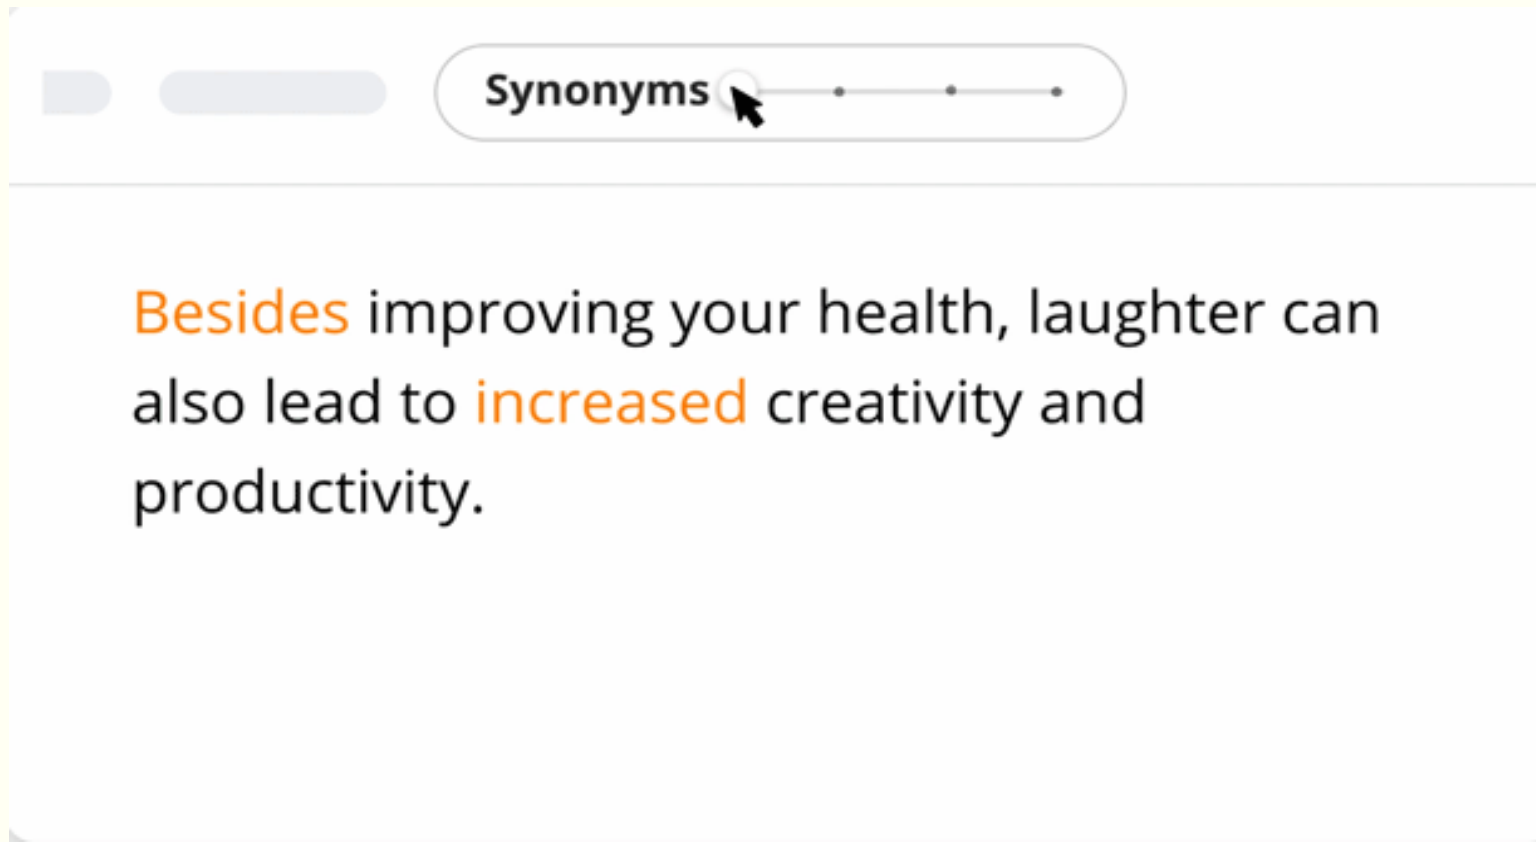 Synonyms
Besides improving your health, laughter can
also lead to increased creativity and
productivity.